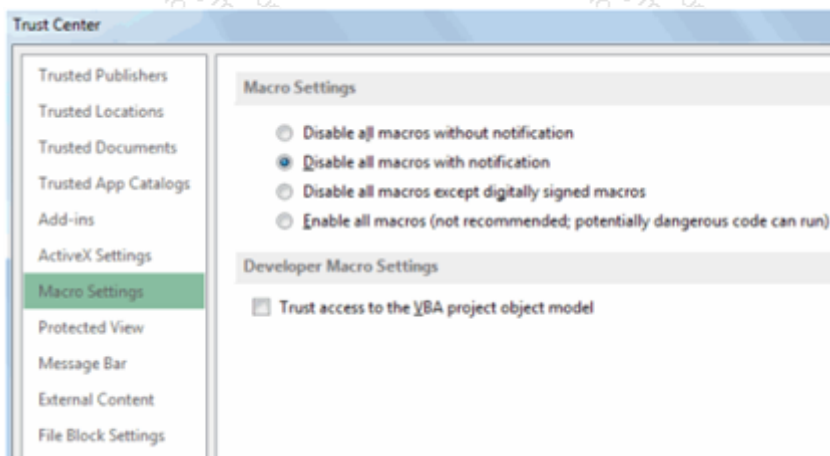 Trust Center
Trusted Publishers
Trusted Locations
Trusted Documents
Trusted App Catalogs
Add-ins
ActiveX Settings
Macro Settings
Protected View
Message Bar
External Content
File Block Settings
Macro Settings
Disable all macros without notification
Disable all macros with notification
Disable all macros except digitally signed macros
Enable all macros (not recommended; potentially dangerous code can run)
Developer Macro Settings
Trust access to the VBA project object model